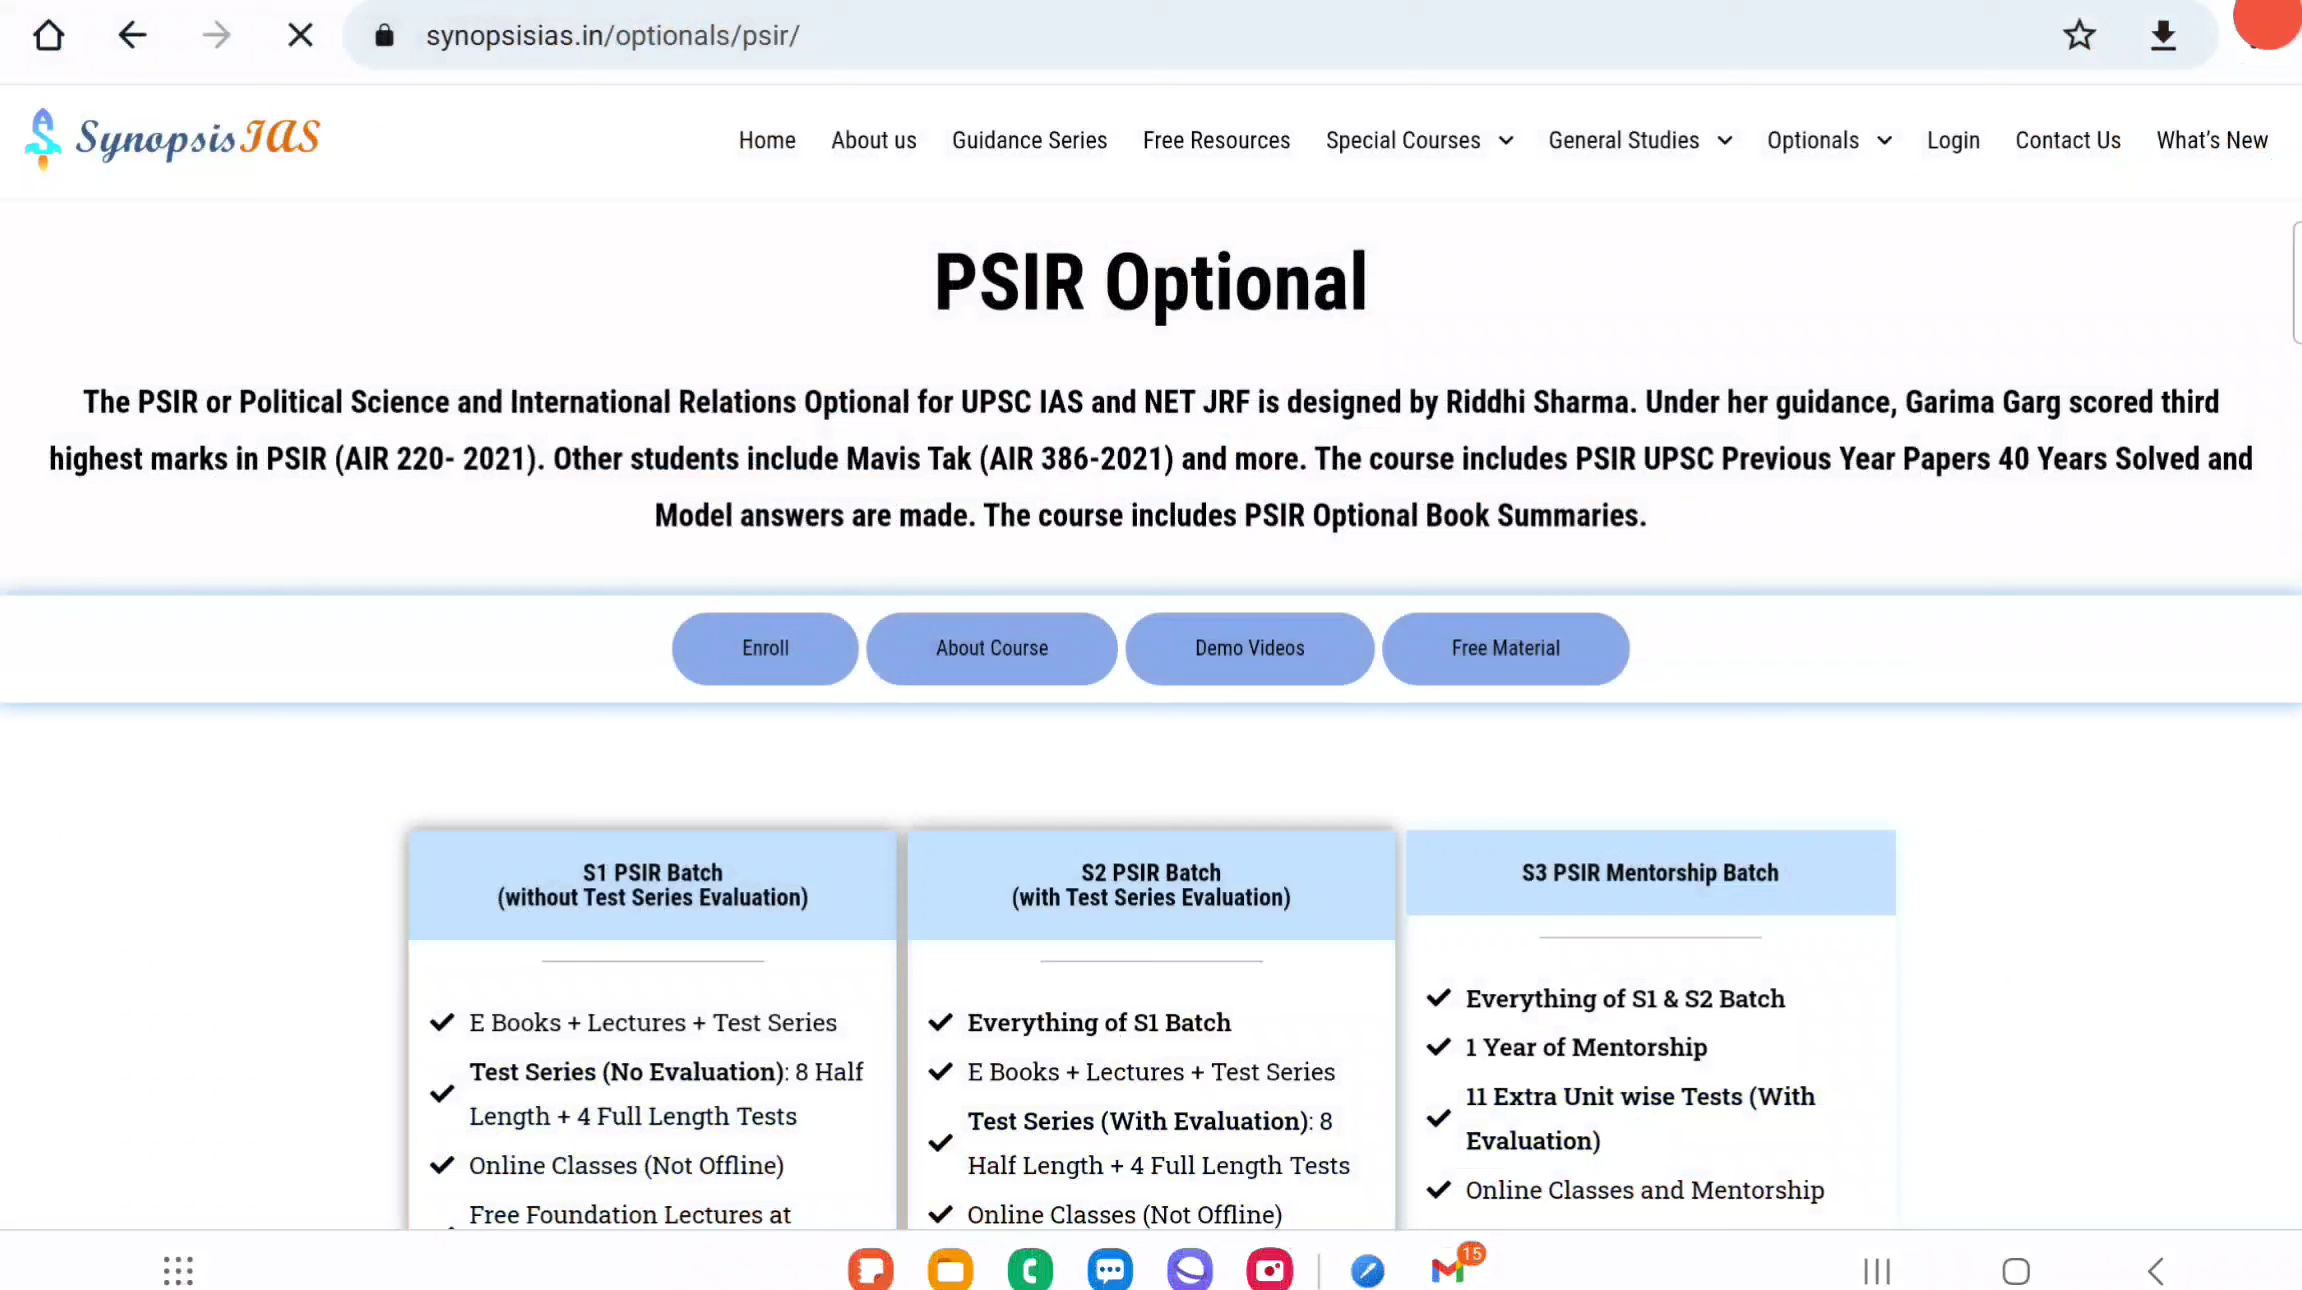 synopsisias.in/optionals/psir/
SynopsisIAS
Home About us Guidance Series Free Resources Special Courses General Studies Optionals Login Contact Us What's New
PSIR Optional
The PSIR or Political Science and International Relations Optional for UPSC IAS and NET JRF is designed by Riddhi Sharma. Under her guidance, Garima Garg scored third
highest marks in PSIR (AIR 220- 2021). Other students include Mavis Tak (AIR 386-2021) and more. The course includes PSIR UPSC Previous Year Papers 40 Years Solved and
Model answers are made. The course includes PSIR Optional Book Summaries.
Enroll About Course Demo Videos Free Material
S1 PSIR Batch
(without Test Series Evaluation)
E Books + Lectures + Test Series
Test Series (No Evaluation): 8 Half
Length + 4 Full Length Tests
Online Classes (Not Offline)
Free Foundation Lectures at
S2 PSIR Batch
(with Test Series Evaluation)
Everything of S1 Batch
E Books + Lectures + Test Series
Test Series (With Evaluation): 8
Half Length + 4 Full Length Tests
Online Classes (Not Offline)
S3 PSIR Mentorship Batch
Everything of S1 & S2 Batch
1 Year of Mentorship
11 Extra Unit wise Tests (With
Evaluation)
Online Classes and Mentorship
15